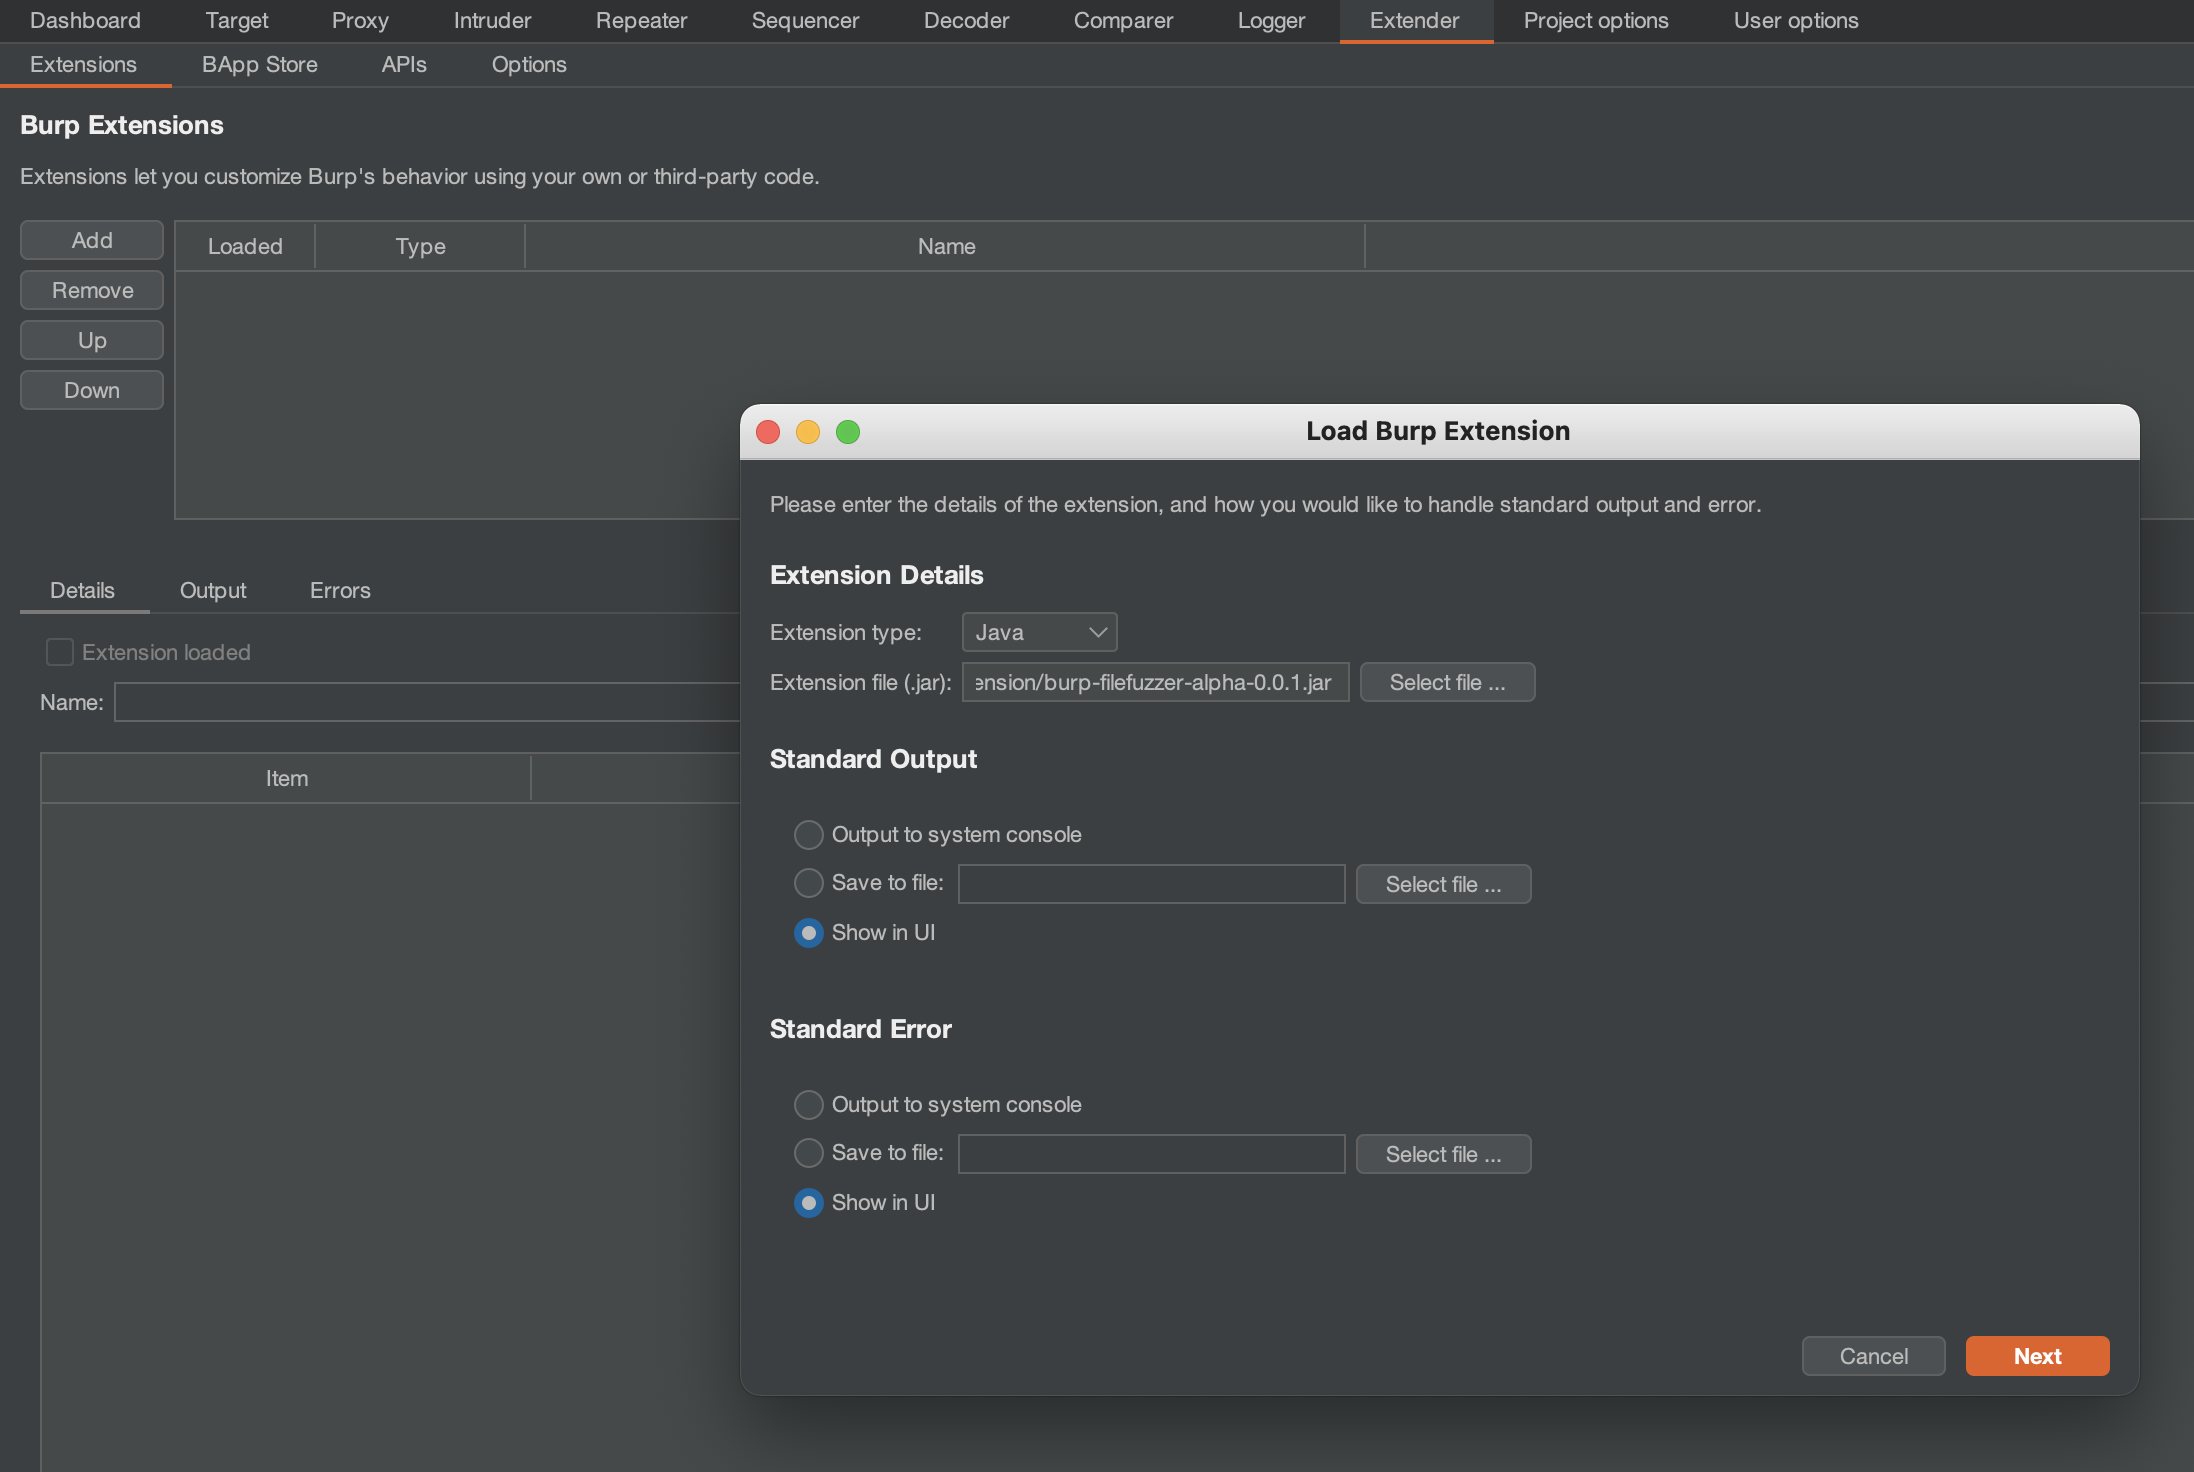 Dashboard Target Proxy Intruder Repeater Sequencer Decoder Comparer Logger Extender Project options User options
Extensions BApp Store APIs Options
Burp Extensions
Extensions let you customize Burp's behavior using your own or third-party code.
Add
Remove
Up
Down
Loaded Type Name
Details Output Errors
Extension loaded
Name:
Item
Load Burp Extension
Please enter the details of the extension, and how you would like to handle standard output and error.
Extension Details
Extension type: Java
Extension file (.jar): ension/burp-filefuzzer-alpha-0.0.1.jar Select file ...
Standard Output
Output to system console
Save to file: Select file ...
Show in UI
Standard Error
Output to system console
Save to file: Select file ...
Show in UI
Cancel Next